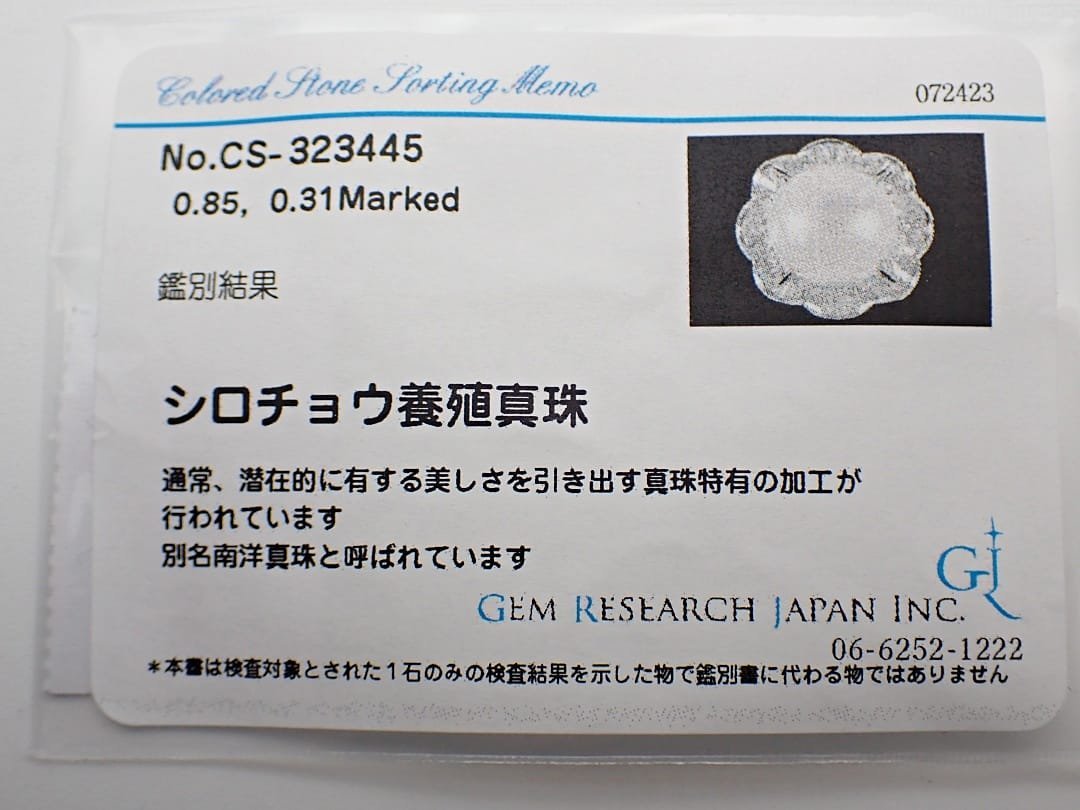 Colored Stone Sorting Memo
072423
No.CS-323445
0.85, 0.31Marked
鑑別結果
シロチョウ養殖真珠
通常、潜在的に有する美しさを引き出す真珠特有の加工が
行われています
別名南洋真珠と呼ばれています
GJR
GEM RESEARCH JAPAN INC.
06-6252-1222
*本書は検査対象とされた1石のみの検査結果を示した物で鑑別書に代わる物ではありません